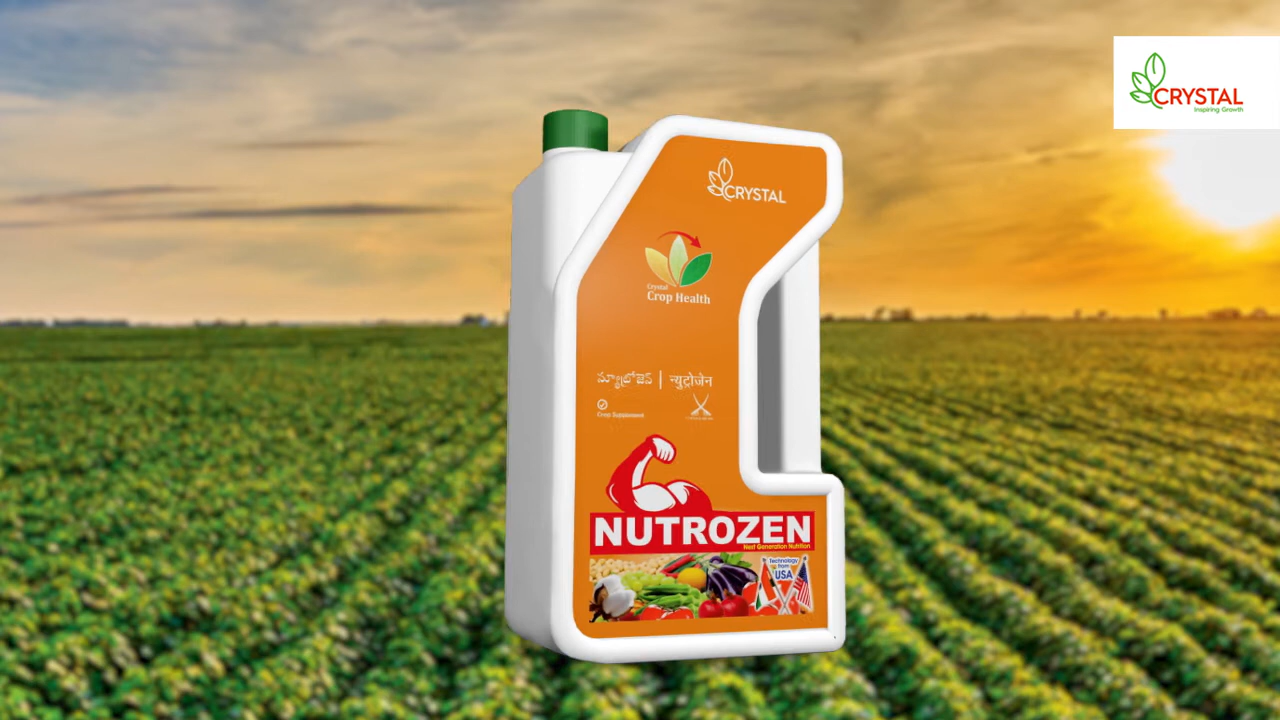 CRYSTAL
Inspiring Growth
CRYSTAL
Crystal
Crop Health
న్యూట్రోజెన్ | न्युट्रोजेन
Crop Supplement
NUTROZEN
Next Generation Nutrition
Technology
from
USA